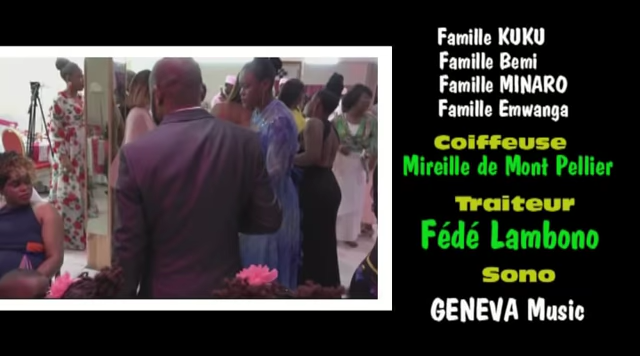 Famille KUKU
Famille Bemi
Famille MINARO
Famille Emwanga
Coiffeuse
Mireille de Mont Pellier
Traiteur
Fédé Lambono
Sono
GENEVA Music